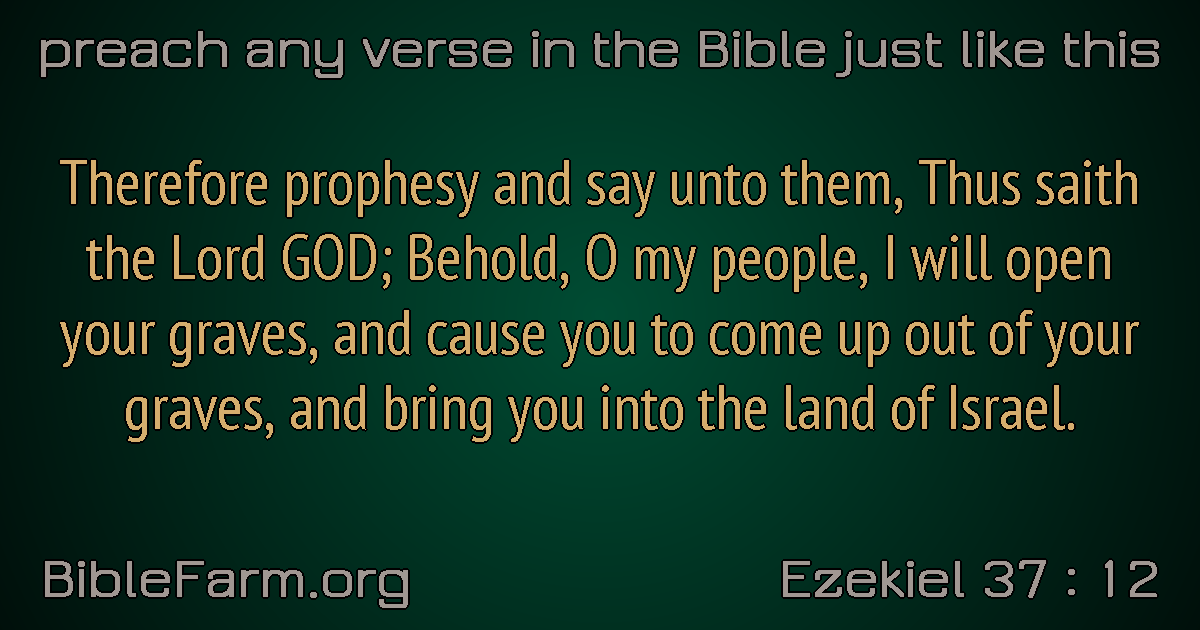 preach any verse in the Bible just like this
Therefore prophesy and say unto them, Thus saith
the Lord GOD; Behold, O my people, I will open
your graves, and cause you to come up out of your
graves, and bring you into the land of Israel.
BibleFarm.org
Ezekiel 37 : 12